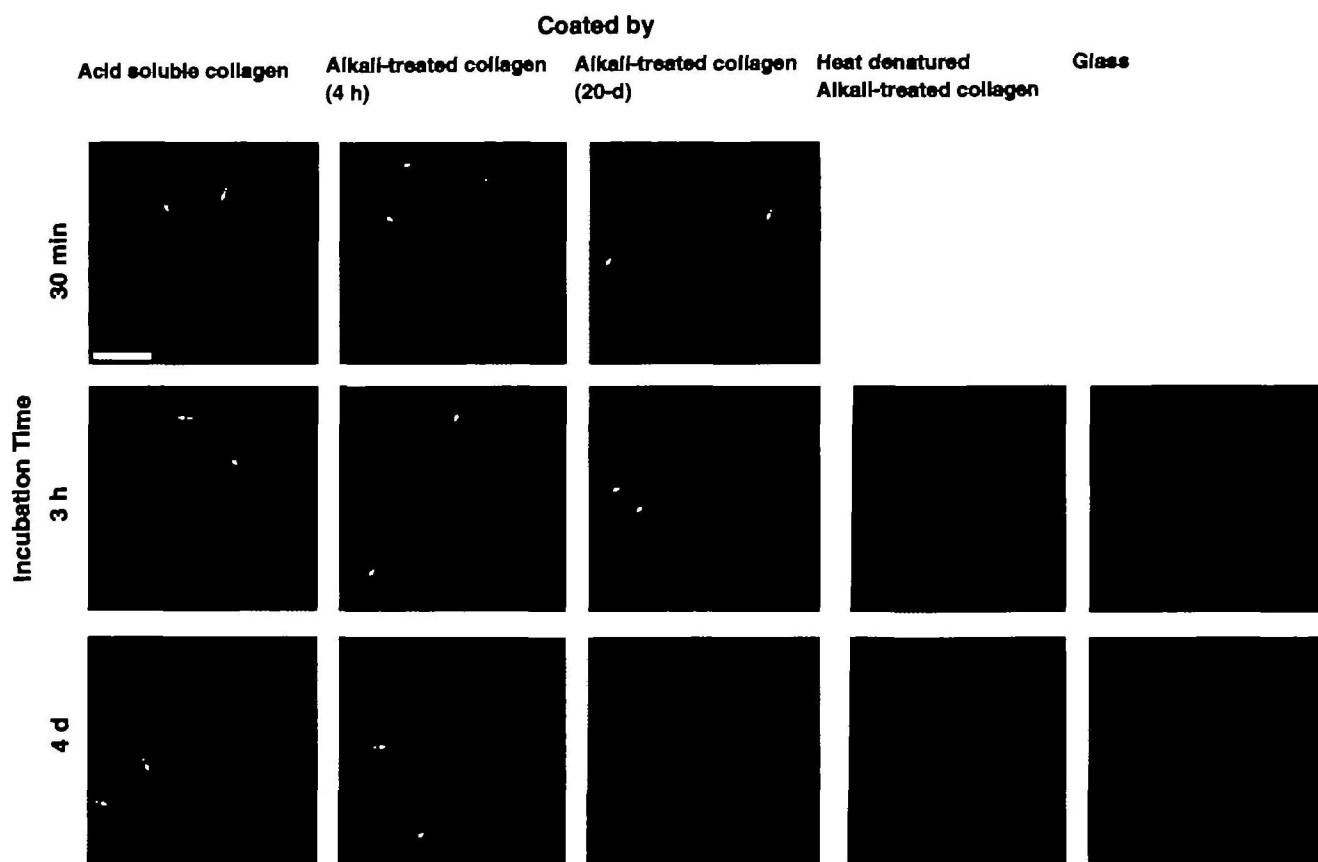 Coated by
Acid soluble collagen
Alkali-treated collagen
(4 h)
Alkali-treated collagen
(20-d)
Heat denatured
Alkali-treated collagen
Glass
Incubation Time
30 min
3 h
4 d